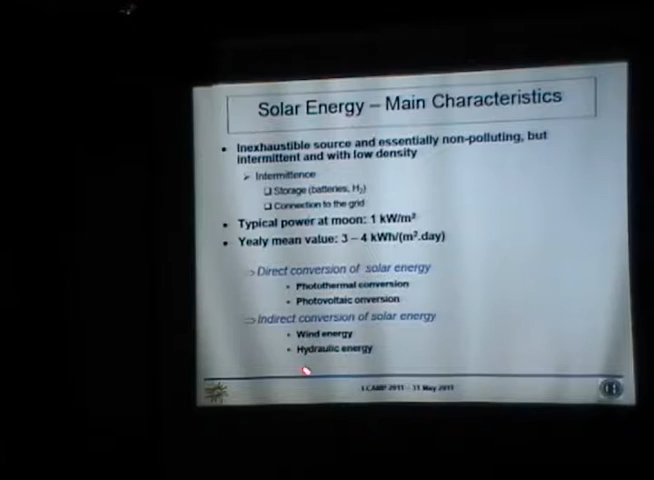 Solar Energy – Main Characteristics
• Inexhaustible source and essentially non-polluting, but
intermittent and with low density
➢ Intermittence
❑ Storage (batteries, H₂)
❑ Connection to the grid
• Typical power at moon: 1 kW/m²
• Yealy mean value: 3 – 4 kWh/(m².day)
⇒ Direct conversion of solar energy
• Photothermal conversion
• Photovoltaic onversion
⇒ Indirect conversion of solar energy
• Wind energy
• Hydraulic energy
2011 – 31 May 2011